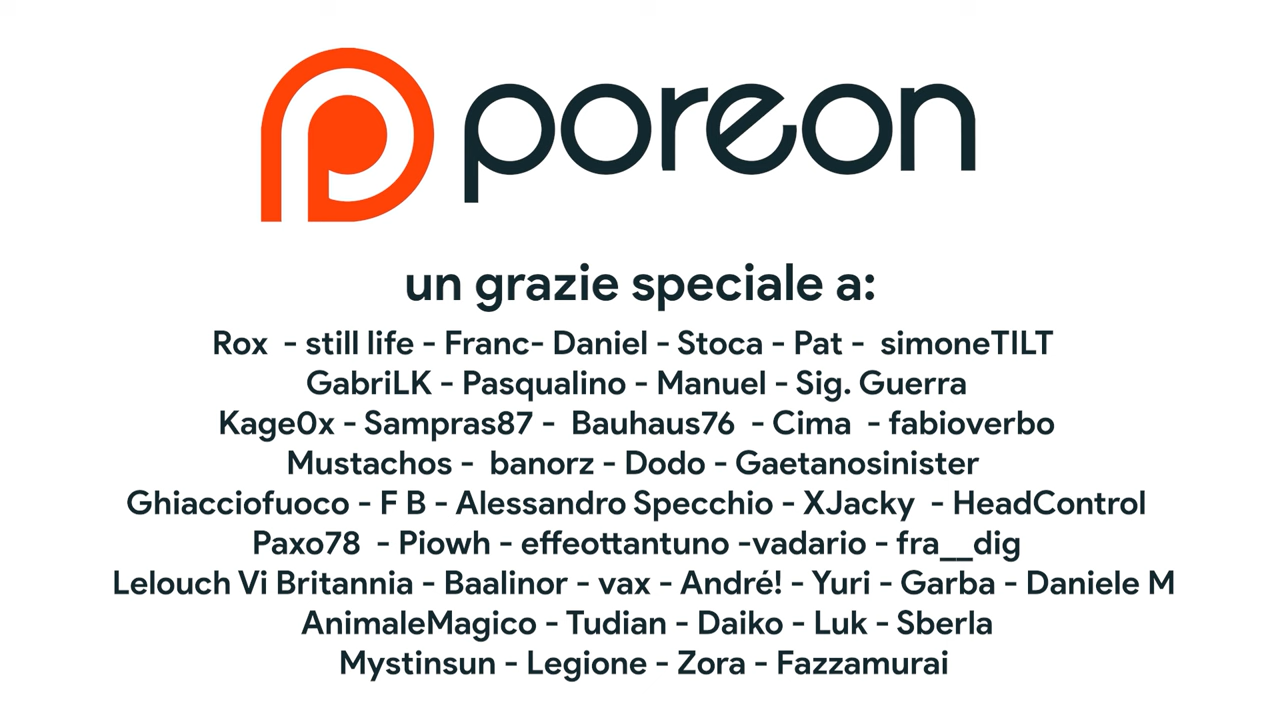 poreon
un grazie speciale a:
Rox - still life - Franc- Daniel - Stoca - Pat - simoneTILT
GabriLK - Pasqualino - Manuel - Sig. Guerra
Kage0x - Sampras87 - Bauhaus76 - Cima - fabioverbo
Mustachos - banorz - Dodo - Gaetanosinister
Ghiacciofuoco - F B - Alessandro Specchio - XJacky - HeadControl
Paxo78 - Piowh - effeottantuno -vadario - fra__dig
Lelouch Vi Britannia - Baalinor - vax - André! - Yuri - Garba - Daniele M
AnimaleMagico - Tudian - Daiko - Luk - Sberla
Mystinsun - Legione - Zora - Fazzamurai